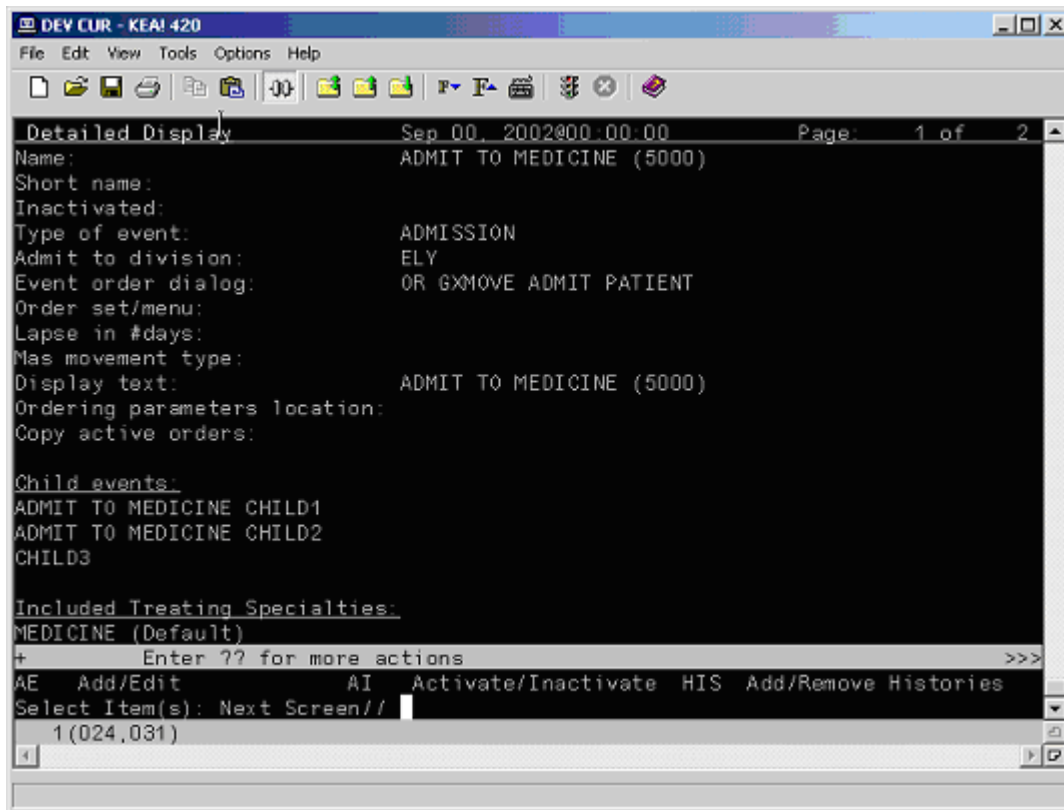 DEV CUR - KEA! 420
File Edit View Tools Options Help
Detailed Display Sep 00, 2002@00:00:00 Page: 1 of 2
Name: ADMIT TO MEDICINE (5000)
Short name:
Inactivated:
Type of event: ADMISSION
Admit to division: ELY
Event order dialog: OR GXMOVE ADMIT PATIENT
Order set/menu:
Lapse in #days:
Mas movement type:
Display text: ADMIT TO MEDICINE (5000)
Ordering parameters location:
Copy active orders:
Child events:
ADMIT TO MEDICINE CHILD1
ADMIT TO MEDICINE CHILD2
CHILD3
Included Treating Specialties:
MEDICINE (Default)
+ Enter ?? for more actions >>>
AE Add/Edit AI Activate/Inactivate HIS Add/Remove Histories
Select Item(s): Next Screen//
1(024,031)